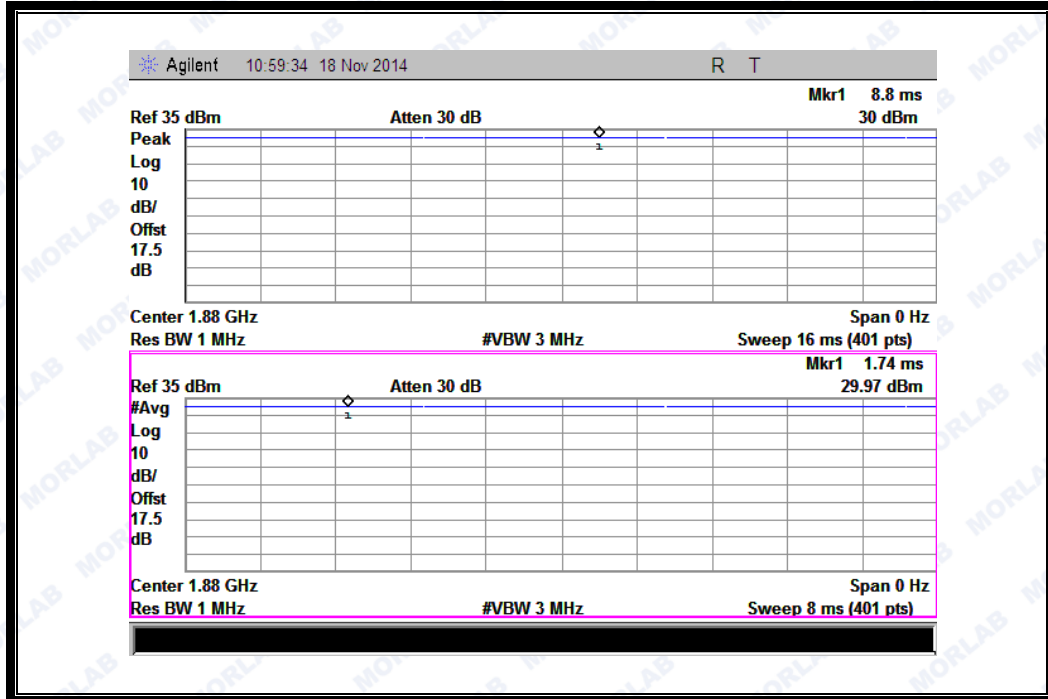 Agilent 10:59:34 18 Nov 2014 R T
Mkr1 8.8 ms
Ref 35 dBm Atten 30 dB 30 dBm
Peak
Log
10
dB/
Offst
17.5
dB
1
Center 1.88 GHz Span 0 Hz
Res BW 1 MHz #VBW 3 MHz Sweep 16 ms (401 pts)
Mkr1 1.74 ms
Ref 35 dBm Atten 30 dB 29.97 dBm
#Avg
Log
10
dB/
Offst
17.5
dB
1
Center 1.88 GHz Span 0 Hz
Res BW 1 MHz #VBW 3 MHz Sweep 8 ms (401 pts)
MORLAB